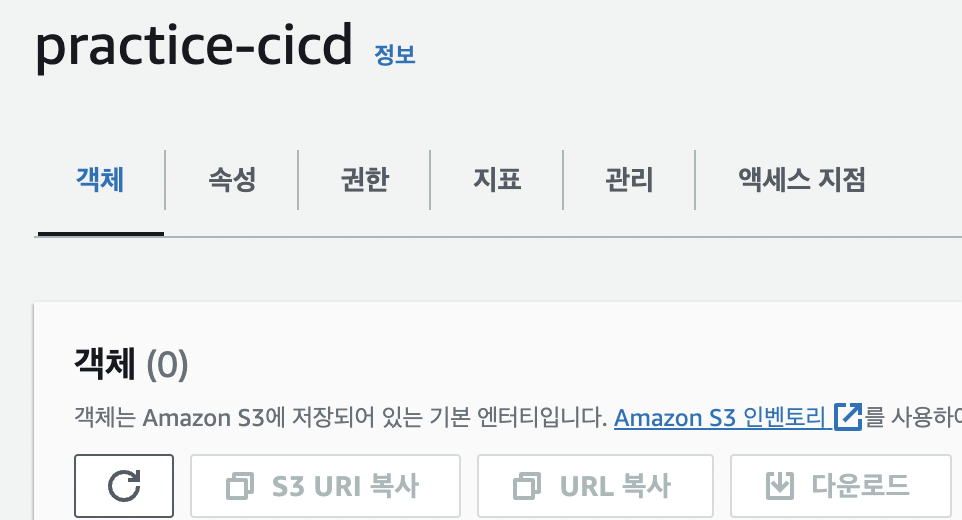 practice-cicd 정보
객체 속성 권한 지표 관리 액세스 지점
객체 (0)
객체는 Amazon S3에 저장되어 있는 기본 엔터티입니다. Amazon S3 인벤토리 를 사용하여
S3 URI 복사 URL 복사 다운로드